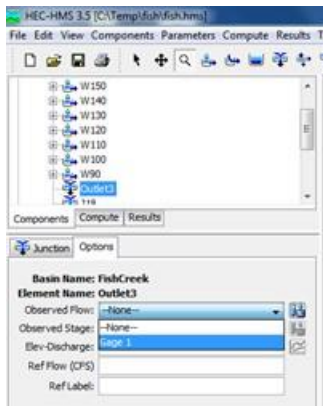 HEC-HMS 3.5 [C:\Temp\fish\fish.hms]
File Edit View Components Parameters Compute Results T
W150
W140
W130
W120
W110
W100
W90
Outlet3
Components Compute Results
Junction Options
Basin Name: FishCreek
Element Name: Outlet3
Observed Flow: --None--
Observed Stage: --None--
Elev-Discharge: Gage 1
Ref Flow (CFS)
Ref Label: